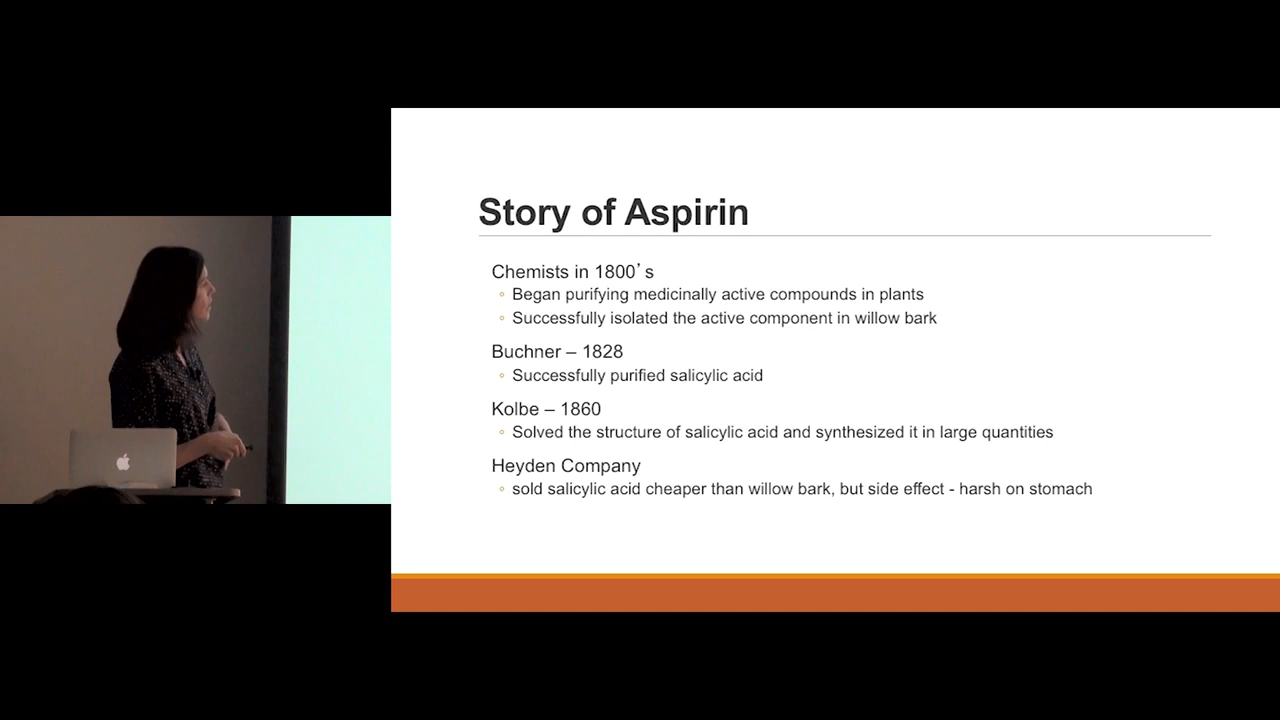 Story of Aspirin
Chemists in 1800's
◦ Began purifying medicinally active compounds in plants
◦ Successfully isolated the active component in willow bark
Buchner – 1828
◦ Successfully purified salicylic acid
Kolbe – 1860
◦ Solved the structure of salicylic acid and synthesized it in large quantities
Heyden Company
◦ sold salicylic acid cheaper than willow bark, but side effect - harsh on stomach